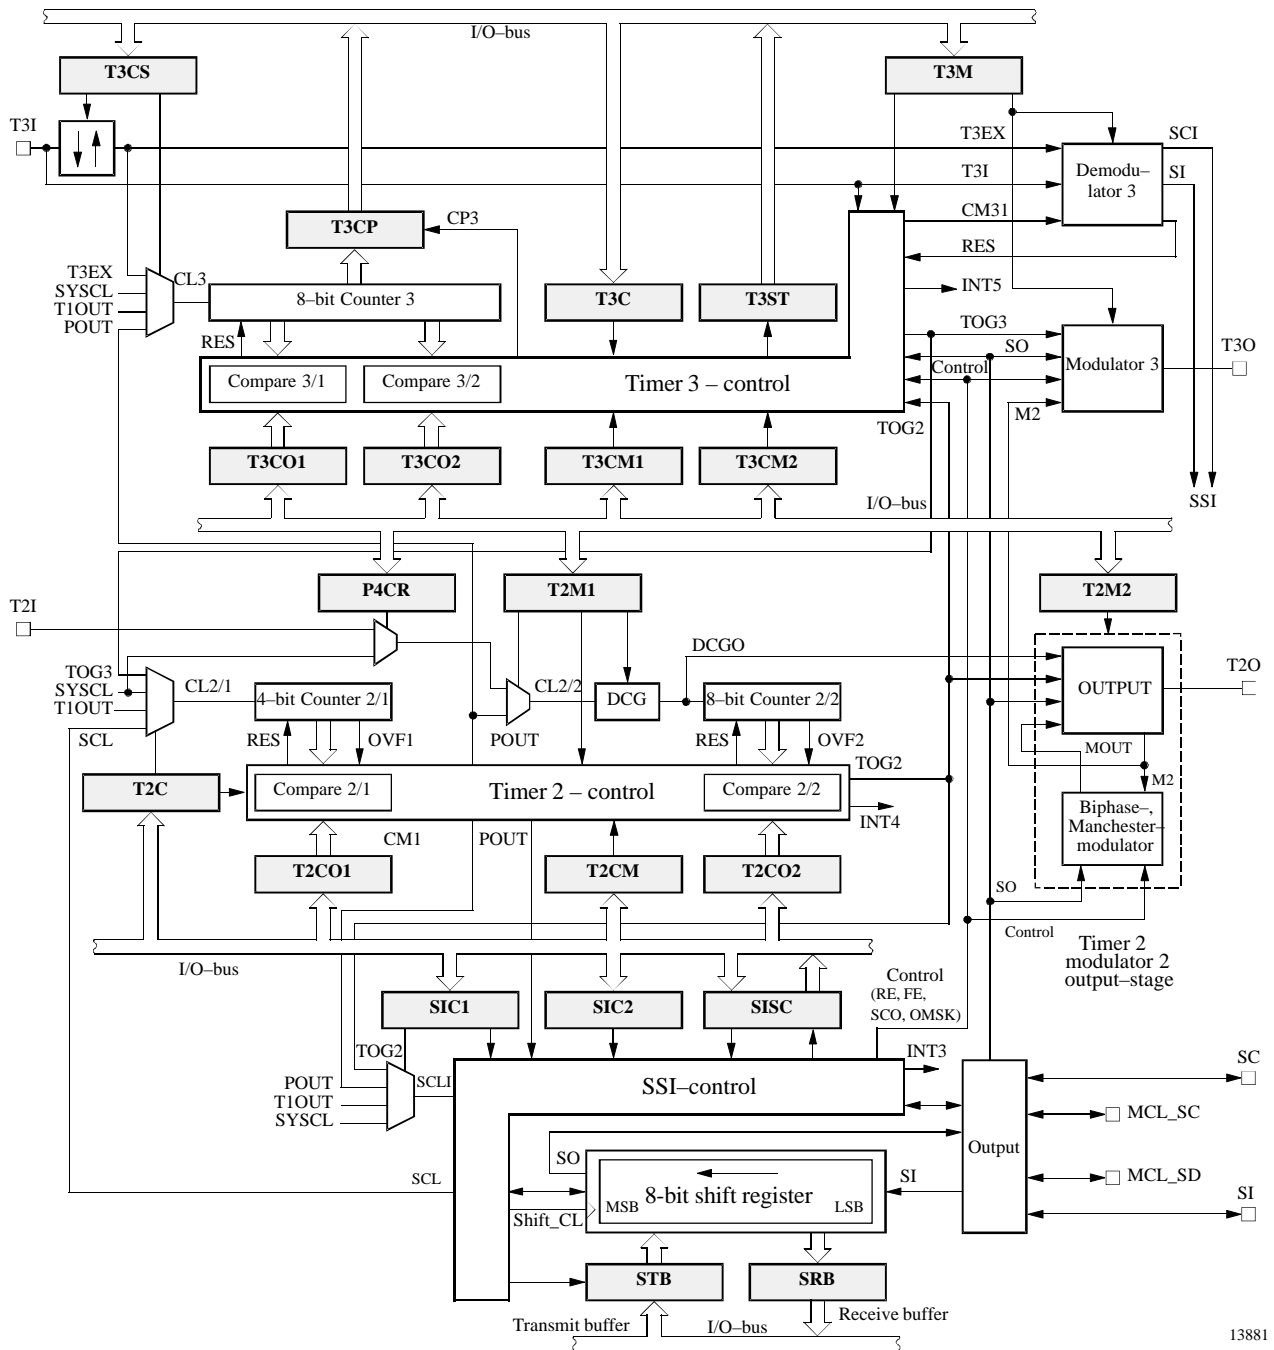 I/O–bus
T3CS
T3M
T3I
T3EX
SCI
Demodu–
lator 3
T3I
SI
T3CP
CP3
CM31
RES
T3EX
SYSCL
T1OUT
POUT
CL3
8–bit Counter 3
T3C
T3ST
INT5
RES
TOG3
SO
T3O
Compare 3/1
Compare 3/2
Timer 3 – control
Control
Modulator 3
M2
TOG2
T3CO1
T3CO2
T3CM1
T3CM2
I/O–bus
SSI
P4CR
T2M1
T2M2
T2I
DCGO
TOG3
SYSCL
T1OUT
SCL
CL2/1
4–bit Counter 2/1
CL2/2
DCG
8–bit Counter 2/2
OUTPUT
T2O
RES
OVF1
POUT
RES
OVF2
MOUT
TOG2
M2
T2C
Compare 2/1
Timer 2 – control
Compare 2/2
Biphase–,
Manchester–
modulator
INT4
CM1
POUT
T2CO1
T2CM
T2CO2
SO
Control
Timer 2
modulator 2
output–stage
I/O–bus
Control
(RE, FE,
SCO, OMSK)
SIC1
SIC2
SISC
TOG2
INT3
POUT
T1OUT
SYSCL
SCLI
SSI–control
SC
MCL_SC
Output
SO
SCL
SI
8-bit shift register
MSB
LSB
MCL_SD
SI
Shift_CL
STB
SRB
Transmit buffer
I/O–bus
Receive buffer
13881